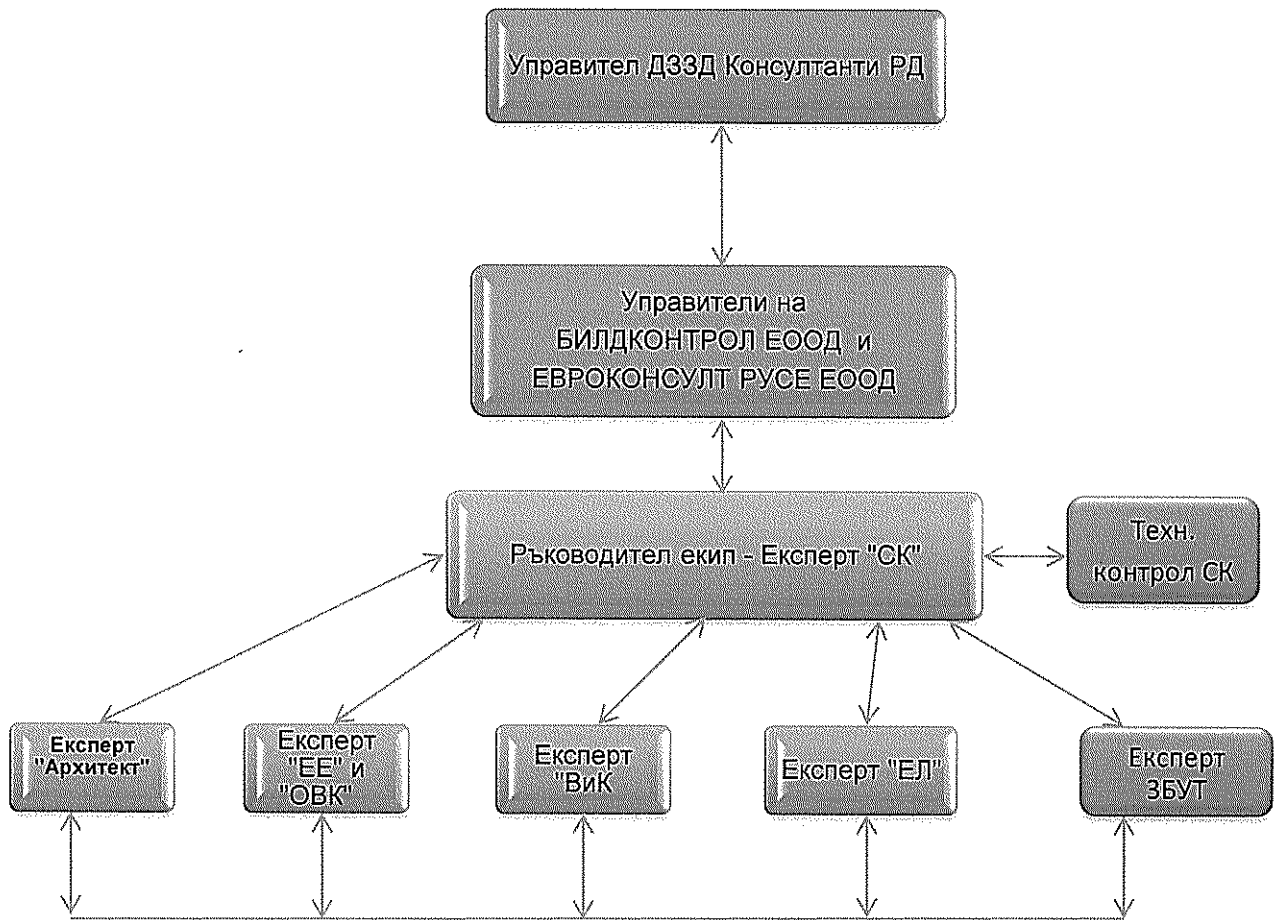 Управител ДЗЗД Консултанти РД
Управители на
БИЛДКОНТРОЛ ЕООД и
ЕВРОКОНСУЛТ РУСЕ ЕООД
Ръководител екип - Експерт "СК"
Техн.
контрол СК
Експерт
"Архитект"
Експерт
"ЕЕ" и
"ОВК"
Експерт
"ВиК
Експерт "ЕЛ"
Експерт
ЗБУТ